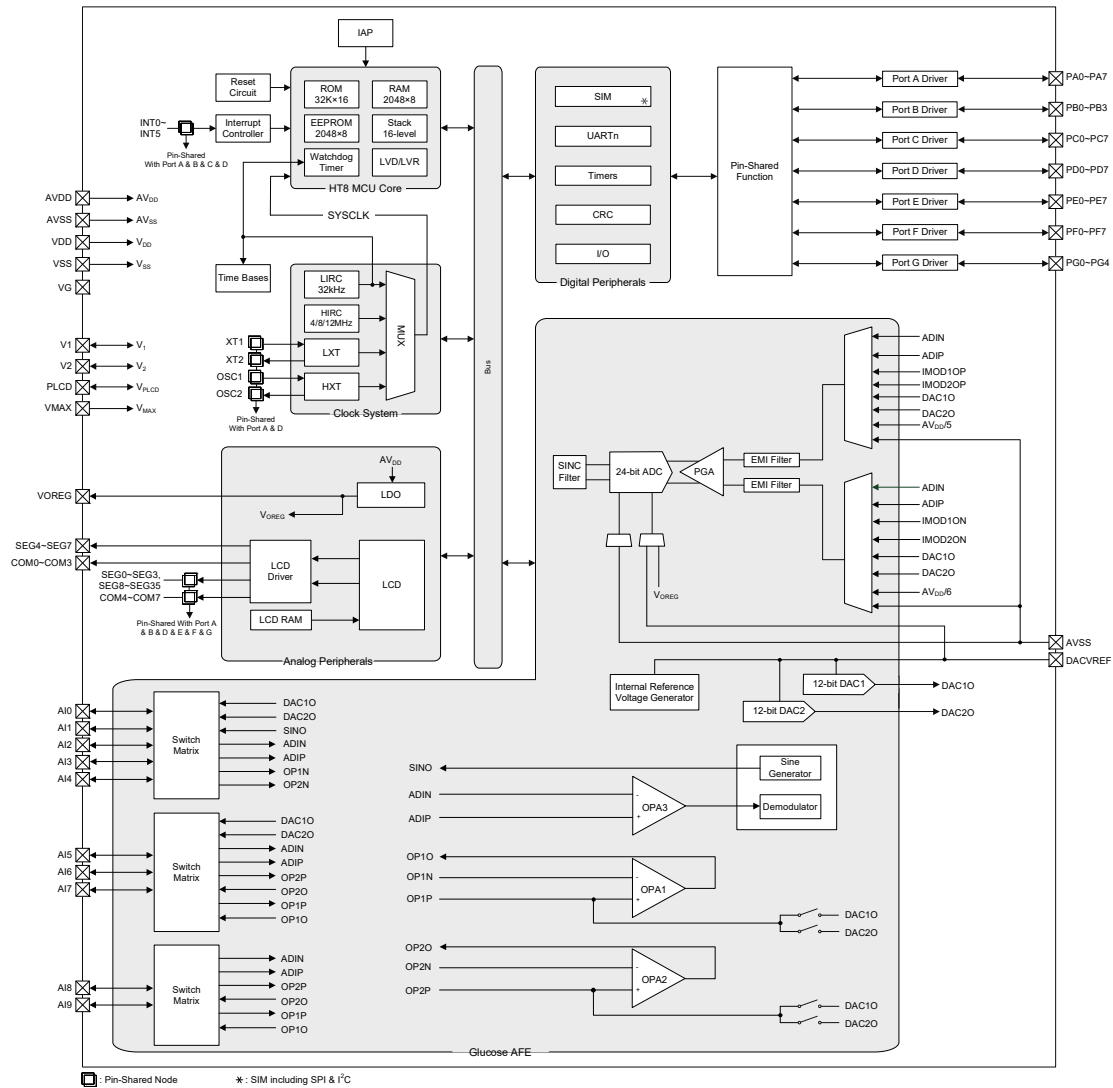 IAP
Reset
Circuit
ROM
32K×16
RAM
2048×8
INT0~
INT5
Interrupt
Controller
EEPROM
2048×8
Stack
16-level
Pin-Shared
With Port A & B & C & D
Watchdog
Timer
LVD/LVR
HT8 MCU Core
SYSCLK
Time Bases
LIRC
32kHz
HIRC
4/8/12MHz
LXT
HXT
MUX
Clock System
XT1
XT2
OSC1
OSC2
Pin-Shared
With Port A & D
AVDD
AVDD
AVSS
AVSS
VDD
VDD
VSS
VSS
VG
V1
V1
V2
V2
PLCD
VPLCD
VMAX
VMAX
Bus
SIM
*
UARTn
Timers
CRC
I/O
Digital Peripherals
Pin-Shared
Function
Port A Driver
PA0~PA7
Port B Driver
PB0~PB3
Port C Driver
PC0~PC7
Port D Driver
PD0~PD7
Port E Driver
PE0~PE7
Port F Driver
PF0~PF7
Port G Driver
PG0~PG4
AVDD
LDO
VOREG
VOREG
SEG4~SEG7
COM0~COM3
SEG0~SEG3,
SEG8~SEG35
COM4~COM7
Pin-Shared With Port A
& B & D & E & F & G
LCD
Driver
LCD
LCD RAM
Analog Peripherals
SINC
Filter
24-bit ADC
PGA
EMI Filter
EMI Filter
VOREG
ADIN
ADIP
IMOD1OP
IMOD2OP
DAC1O
DAC2O
AVDD/5
ADIN
ADIP
IMOD1ON
IMOD2ON
DAC1O
DAC2O
AVDD/6
AVSS
DACVREF
Internal Reference
Voltage Generator
12-bit DAC1
DAC1O
12-bit DAC2
DAC2O
AI0
AI1
AI2
AI3
AI4
Switch
Matrix
DAC1O
DAC2O
SINO
ADIN
ADIP
OP1N
OP2N
SINO
Sine
Generator
Demodulator
ADIN
ADIP
-
+
OPA3
AI5
AI6
AI7
Switch
Matrix
DAC1O
DAC2O
ADIN
ADIP
OP2P
OP2O
OP1P
OP1O
OP1O
OP1N
OP1P
-
+
OPA1
DAC1O
DAC2O
AI8
AI9
Switch
Matrix
ADIN
ADIP
OP2P
OP2O
OP1P
OP1O
OP2O
OP2N
OP2P
-
+
OPA2
DAC1O
DAC2O
Glucose AFE
: Pin-Shared Node
* : SIM including SPI & I²C